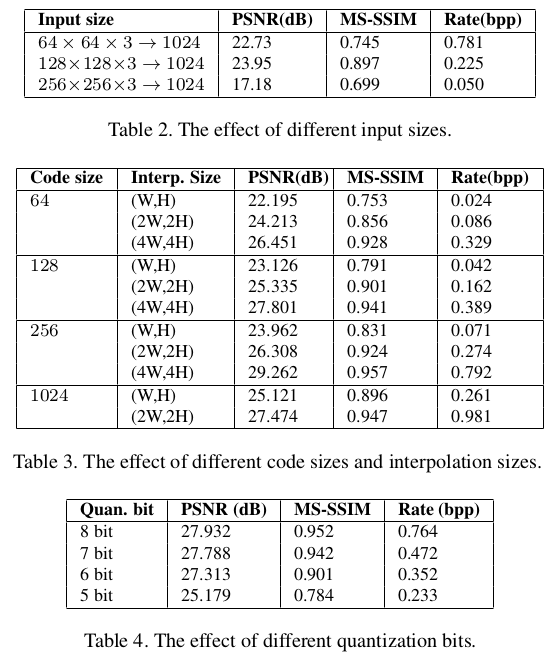 Input size PSNR(dB) MS-SSIM Rate(bpp)
64 × 64 × 3 → 1024 22.73 0.745 0.781
128×128×3 → 1024 23.95 0.897 0.225
256×256×3 → 1024 17.18 0.699 0.050
Table 2. The effect of different input sizes.
Code size Interp. Size PSNR(dB) MS-SSIM Rate(bpp)
64 (W,H) 22.195 0.753 0.024
(2W,2H) 24.213 0.856 0.086
(4W,4H) 26.451 0.928 0.329
128 (W,H) 23.126 0.791 0.042
(2W,2H) 25.335 0.901 0.162
(4W,4H) 27.801 0.941 0.389
256 (W,H) 23.962 0.831 0.071
(2W,2H) 26.308 0.924 0.274
(4W,4H) 29.262 0.957 0.792
1024 (W,H) 25.121 0.896 0.261
(2W,2H) 27.474 0.947 0.981
Table 3. The effect of different code sizes and interpolation sizes.
Quan. bit PSNR (dB) MS-SSIM Rate (bpp)
8 bit 27.932 0.952 0.764
7 bit 27.788 0.942 0.472
6 bit 27.313 0.901 0.352
5 bit 25.179 0.784 0.233
Table 4. The effect of different quantization bits.